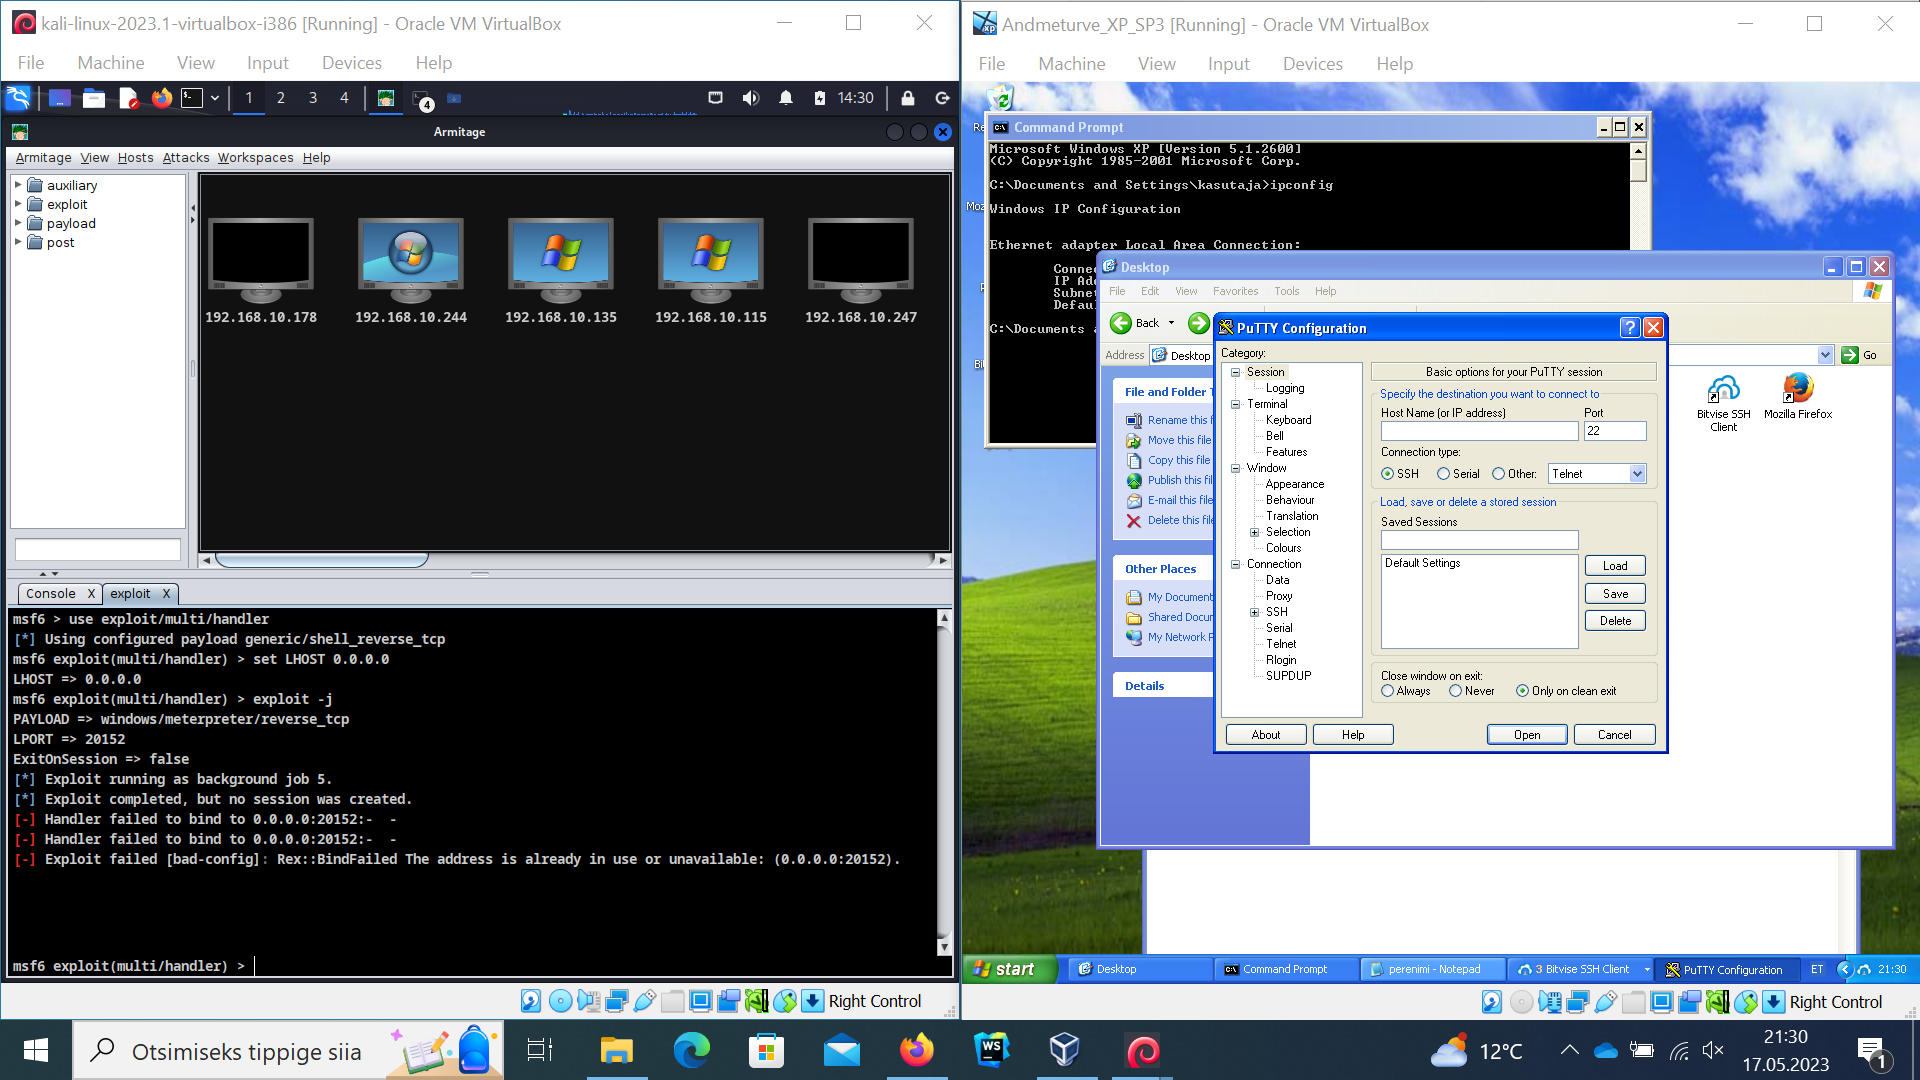 kali-linux-2023.1-virtualbox-i386 [Running] - Oracle VM VirtualBox
File Machine View Input Devices Help
1 2 3 4
4
14:30
Armitage
Armitage View Hosts Attacks Workspaces Help
auxiliary
exploit
payload
post
192.168.10.178
192.168.10.244
192.168.10.135
192.168.10.115
192.168.10.247
Console X
exploit X
msf6 > use exploit/multi/handler
[*] Using configured payload generic/shell_reverse_tcp
msf6 exploit(multi/handler) > set LHOST 0.0.0.0
LHOST => 0.0.0.0
msf6 exploit(multi/handler) > exploit -j
PAYLOAD => windows/meterpreter/reverse_tcp
LPORT => 20152
ExitOnSession => false
[*] Exploit running as background job 5.
[*] Exploit completed, but no session was created.
[-] Handler failed to bind to 0.0.0.0:20152:- -
[-] Handler failed to bind to 0.0.0.0:20152:- -
[-] Exploit failed [bad-config]: Rex::BindFailed The address is already in use or unavailable: (0.0.0.0:20152).
msf6 exploit(multi/handler) >
Right Control
Andmeturve_XP_SP3 [Running] - Oracle VM VirtualBox
File Machine View Input Devices Help
Command Prompt
Microsoft Windows XP [Version 5.1.2600]
(C) Copyright 1985-2001 Microsoft Corp.
C:\Documents and Settings\kasutaja>ipconfig
Windows IP Configuration
Ethernet adapter Local Area Connection:
Connec
IP Add
Subnet
Defaul
C:\Documents a
Desktop
File Edit View Favorites Tools Help
Back
Address Desktop
Go
File and Folder T
Rename this f
Move this file
Copy this file
Publish this fil
E-mail this file
Delete this file
Other Places
My Document
Shared Docur
My Network P
Details
Bitvise SSH Client
Mozilla Firefox
PuTTY Configuration
Category:
Session
Logging
Terminal
Keyboard
Bell
Features
Window
Appearance
Behaviour
Translation
Selection
Colours
Connection
Data
Proxy
SSH
Serial
Telnet
Rlogin
SUPDUP
Basic options for your PuTTY session
Specify the destination you want to connect to
Host Name (or IP address) Port
22
Connection type:
SSH Serial Other: Telnet
Load, save or delete a stored session
Saved Sessions
Default Settings
Load
Save
Delete
Close window on exit:
Always Never Only on clean exit
About Help Open Cancel
start
Desktop
Command Prompt
perenimi - Notepad
3 Bitvise SSH Client
PuTTY Configuration
ET
21:30
Right Control
Otsimiseks tippige siia
WS
12°C
21:30
17.05.2023
1